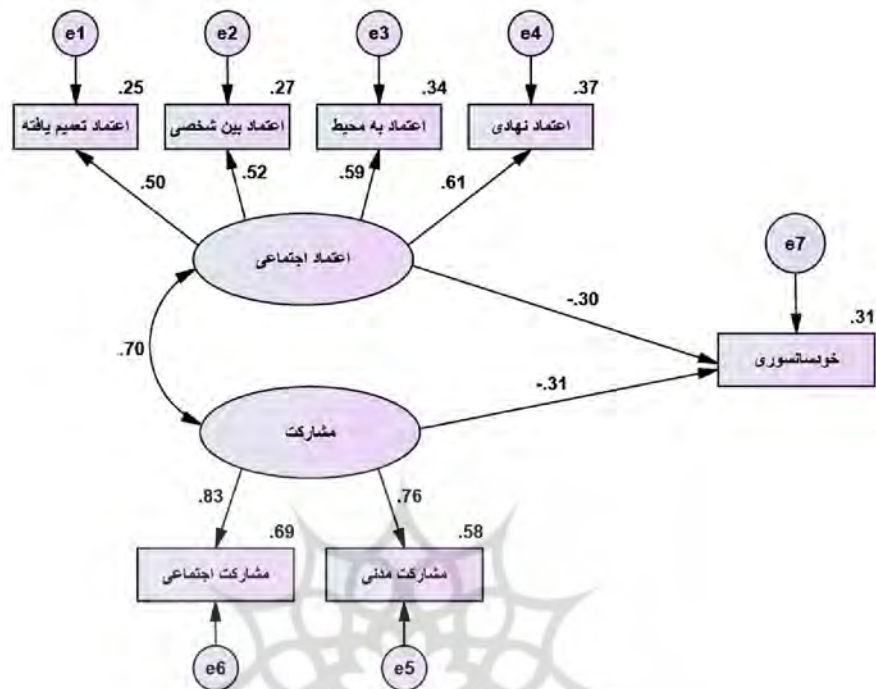 e1
e2
e3
e4
.25
.27
.34
.37
اعتماد تعمیم یافته
اعتماد بین شخصی
اعتماد به محیط
اعتماد نهادی
.50
.52
.59
.61
اعتماد اجتماعی
e7
-.30
.31
خودسانسوری
.70
-.31
مشارکت
.83
.76
.69
.58
مشارکت اجتماعی
مشارکت مدنی
e6
e5